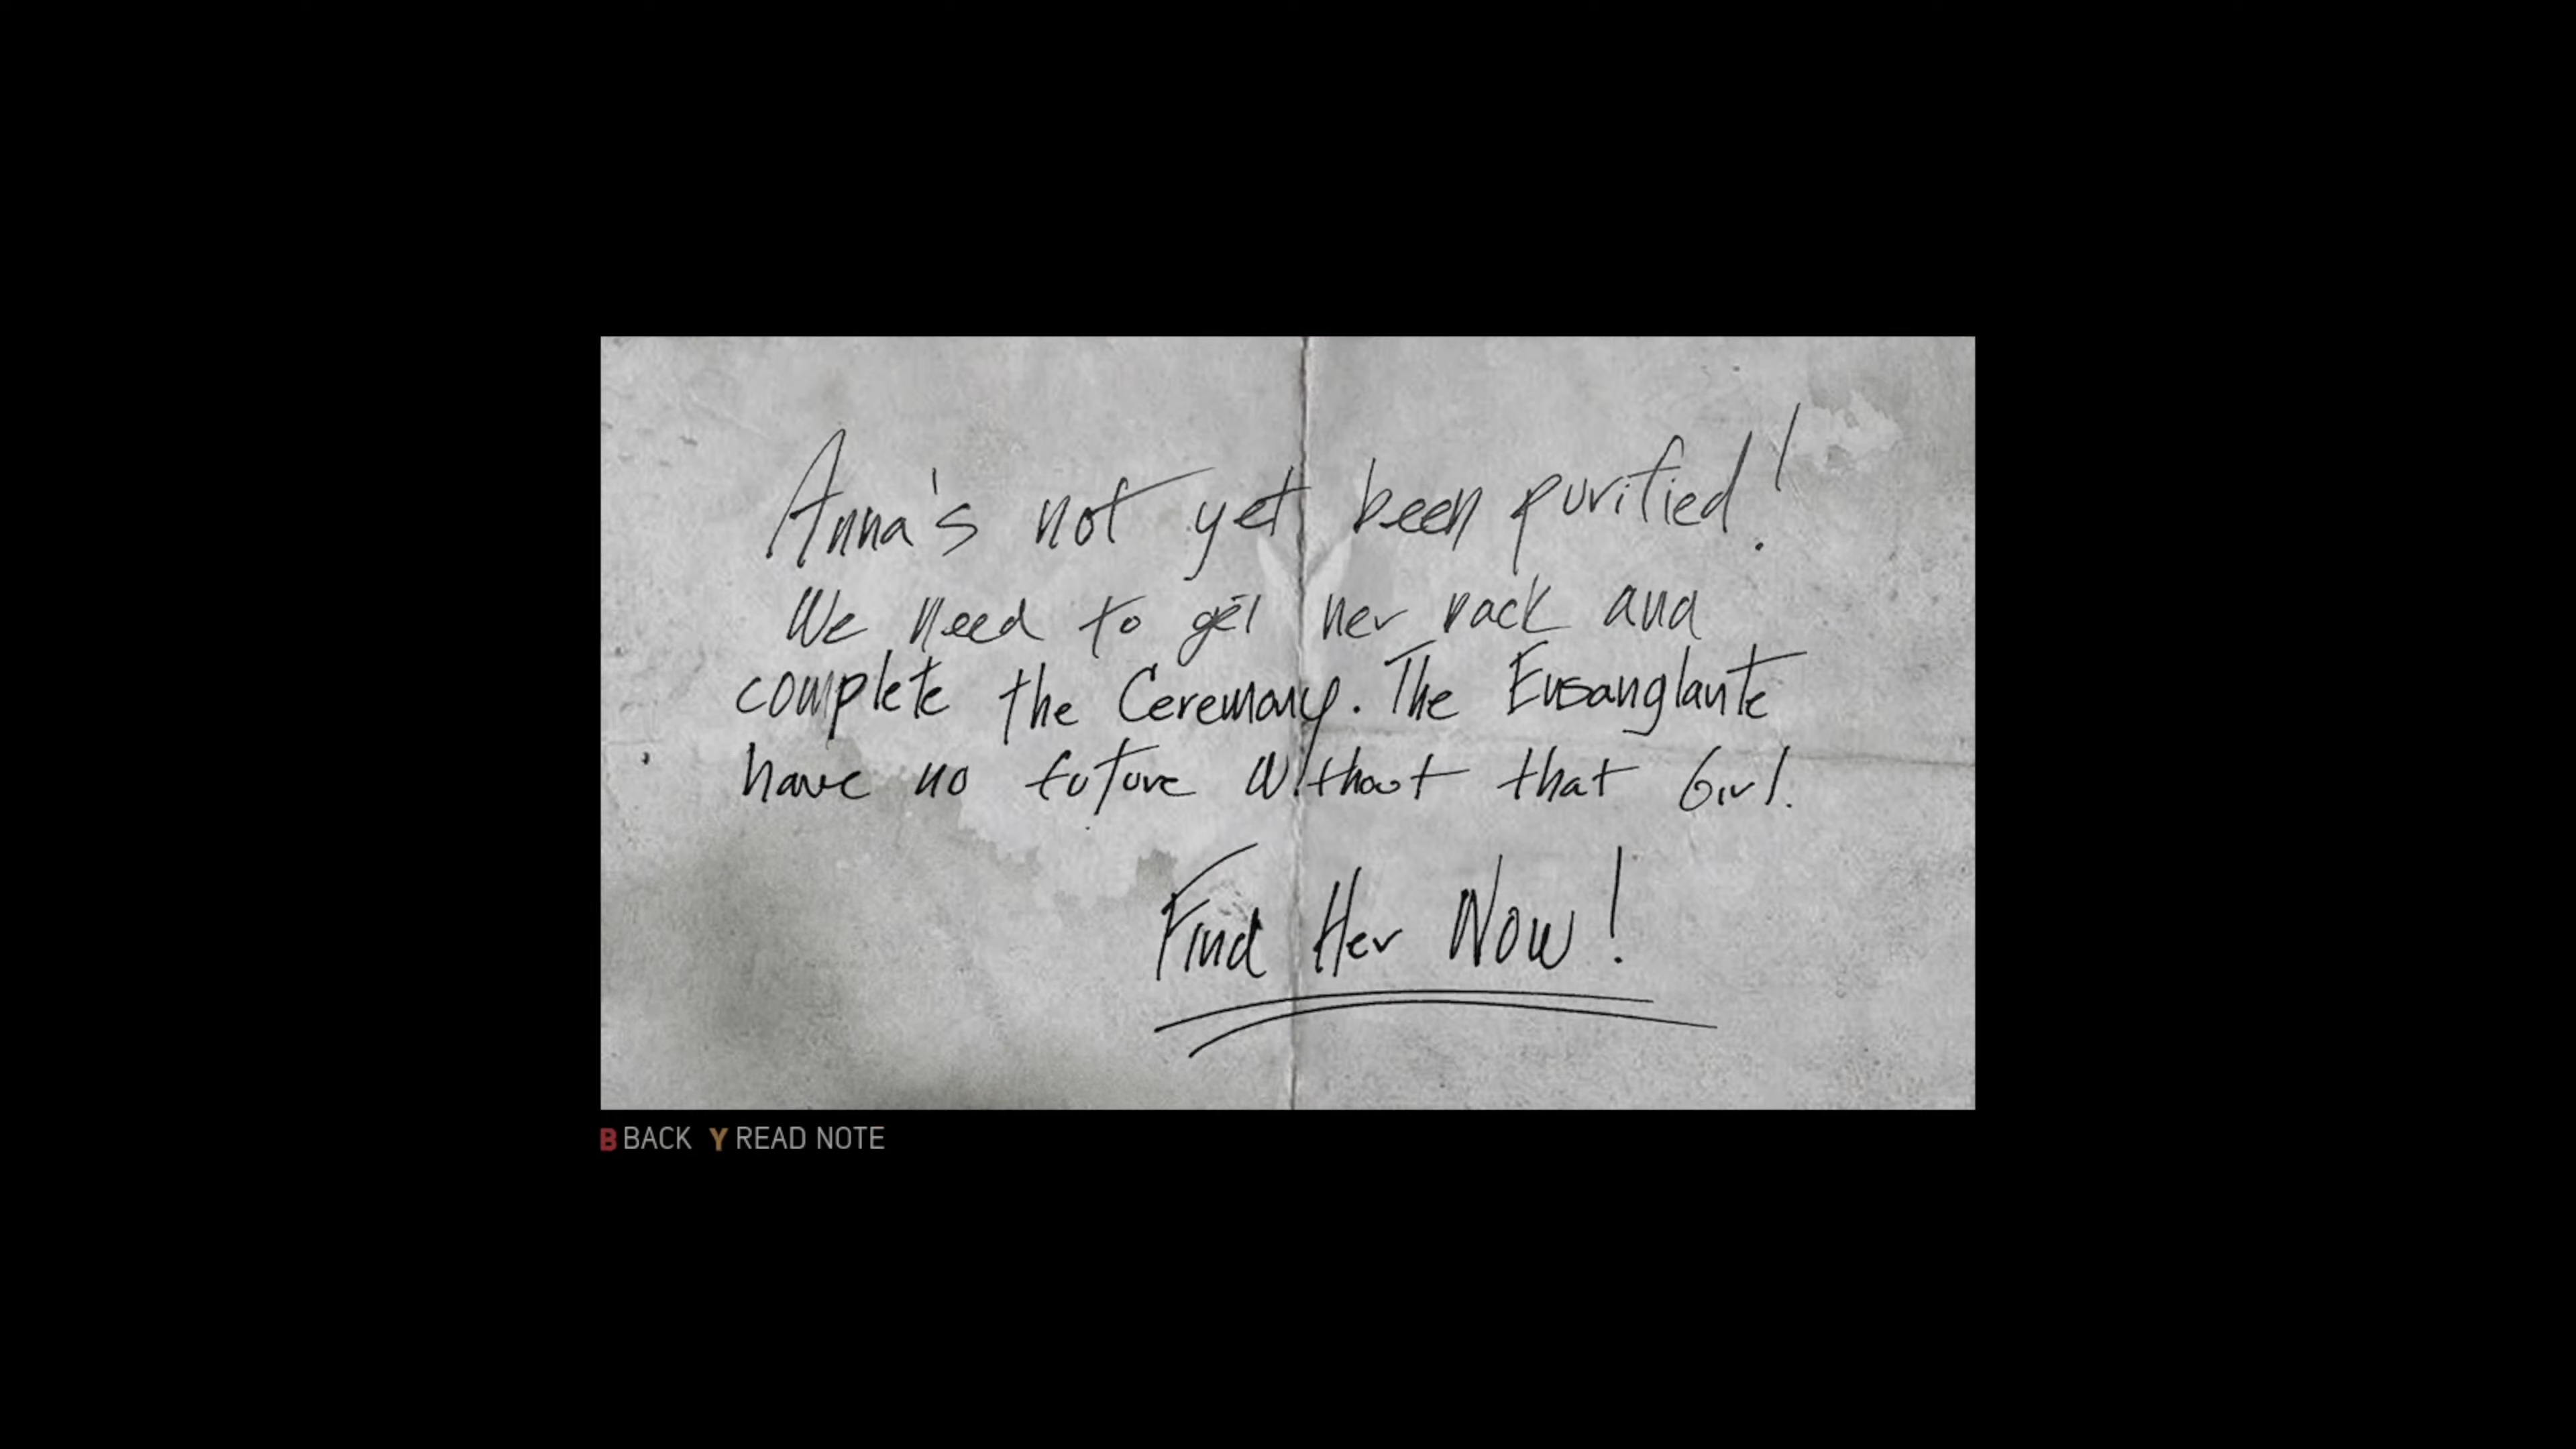 Anna's not yet been purified!
We need to get her back and
complete the Ceremony. The Ensanglante
have no future without that Girl.
Find Her Now!
B BACK Y READ NOTE